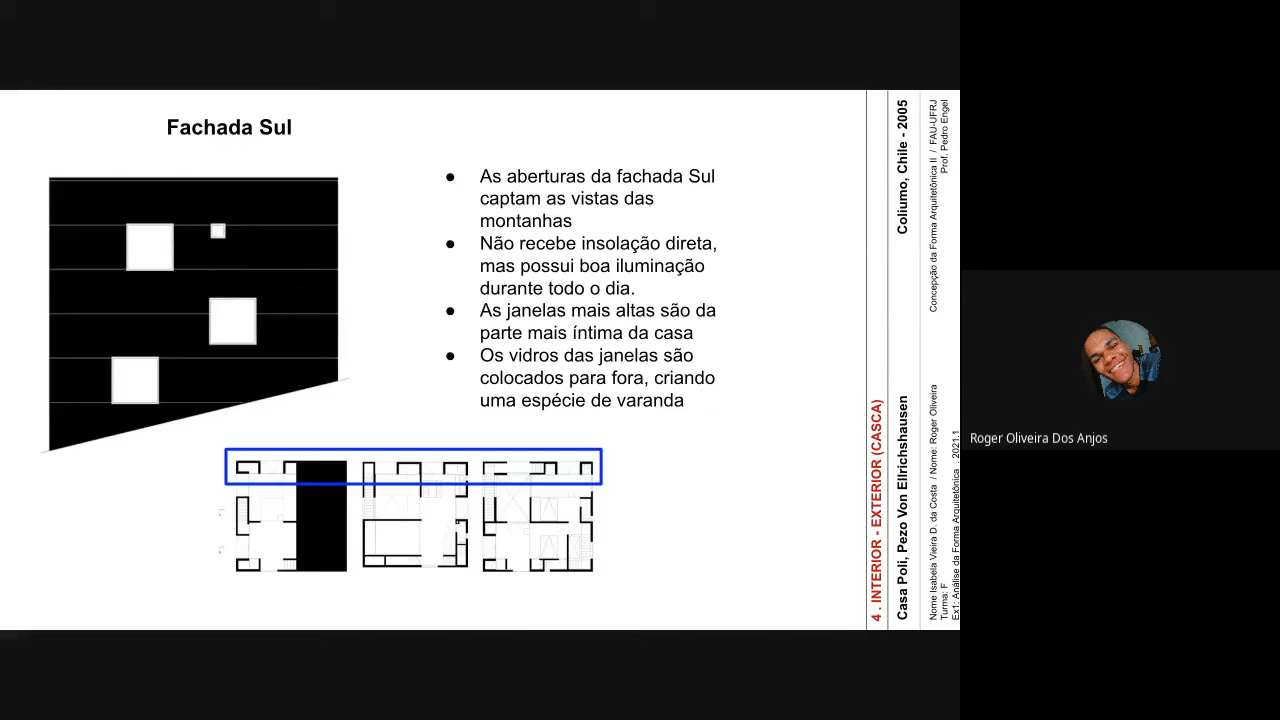 Fachada Sul
● As aberturas da fachada Sul
captam as vistas das
montanhas
● Não recebe insolação direta,
mas possui boa iluminação
durante todo o dia.
● As janelas mais altas são da
parte mais íntima da casa
● Os vidros das janelas são
colocados para fora, criando
uma espécie de varanda
4 . INTERIOR - EXTERIOR (CASCA)
Casa Poli, Pezo Von Ellrichshausen
Coliumo, Chile - 2005
Nome Isabela Vieira D. da Costa / Nome: Roger Oliveira
Turma: F
Ex1: Análise da Forma Arquitetônica . 2021.1
Concepção da Forma Arquitetônica II / FAU-UFRJ
Prof. Pedro Engel
Roger Oliveira Dos Anjos